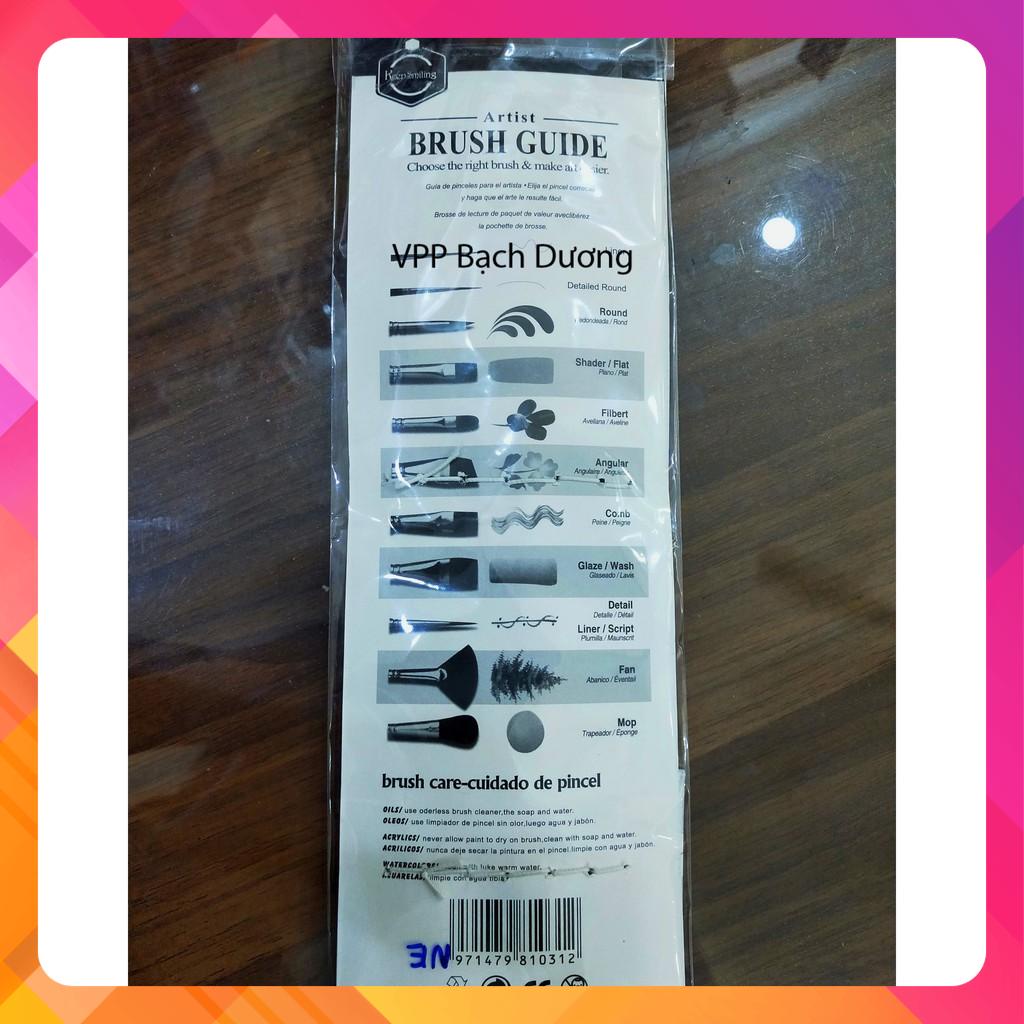 Keep Smiling
Artist
BRUSH GUIDE
Choose the right brush & make art easier.
Guía de pinceles para el artista • Elija el pincel correcto
y haga que el arte le resulte fácil.
Brosse de lecture de paquet de valeur aveclibérez
la pochette de brosse.
VPP Bạch Dương
Detailed Round
Round
Redondeada / Rond
Shader / Flat
Plano / Plat
Filbert
Avellana / Aveline
Angular
Angulaire /
Comb
Peine / Peigne
Glaze / Wash
Glaseado / Lavis
Detail
Detalle / Détail
Liner / Script
Plumilla / Maunscrit
Fan
Abanico / Éventail
Mop
Trapeador / Éponge
brush care-cuidado de pincel
OILS/ use oderless brush cleaner,the soap and water.
OLEOS/ use limpiador de pincel sin olor,luego agua y jabón.
ACRYLICS/ never allow paint to dry on brush,clean with soap and water.
ACRILICOS/ nunca deje secar la pintura en el pincel.limpie con agua y jabón.
WATERCOLORS/ with luke warm water.
AGUARELAS/ limpie con agua tibia
971479 810312